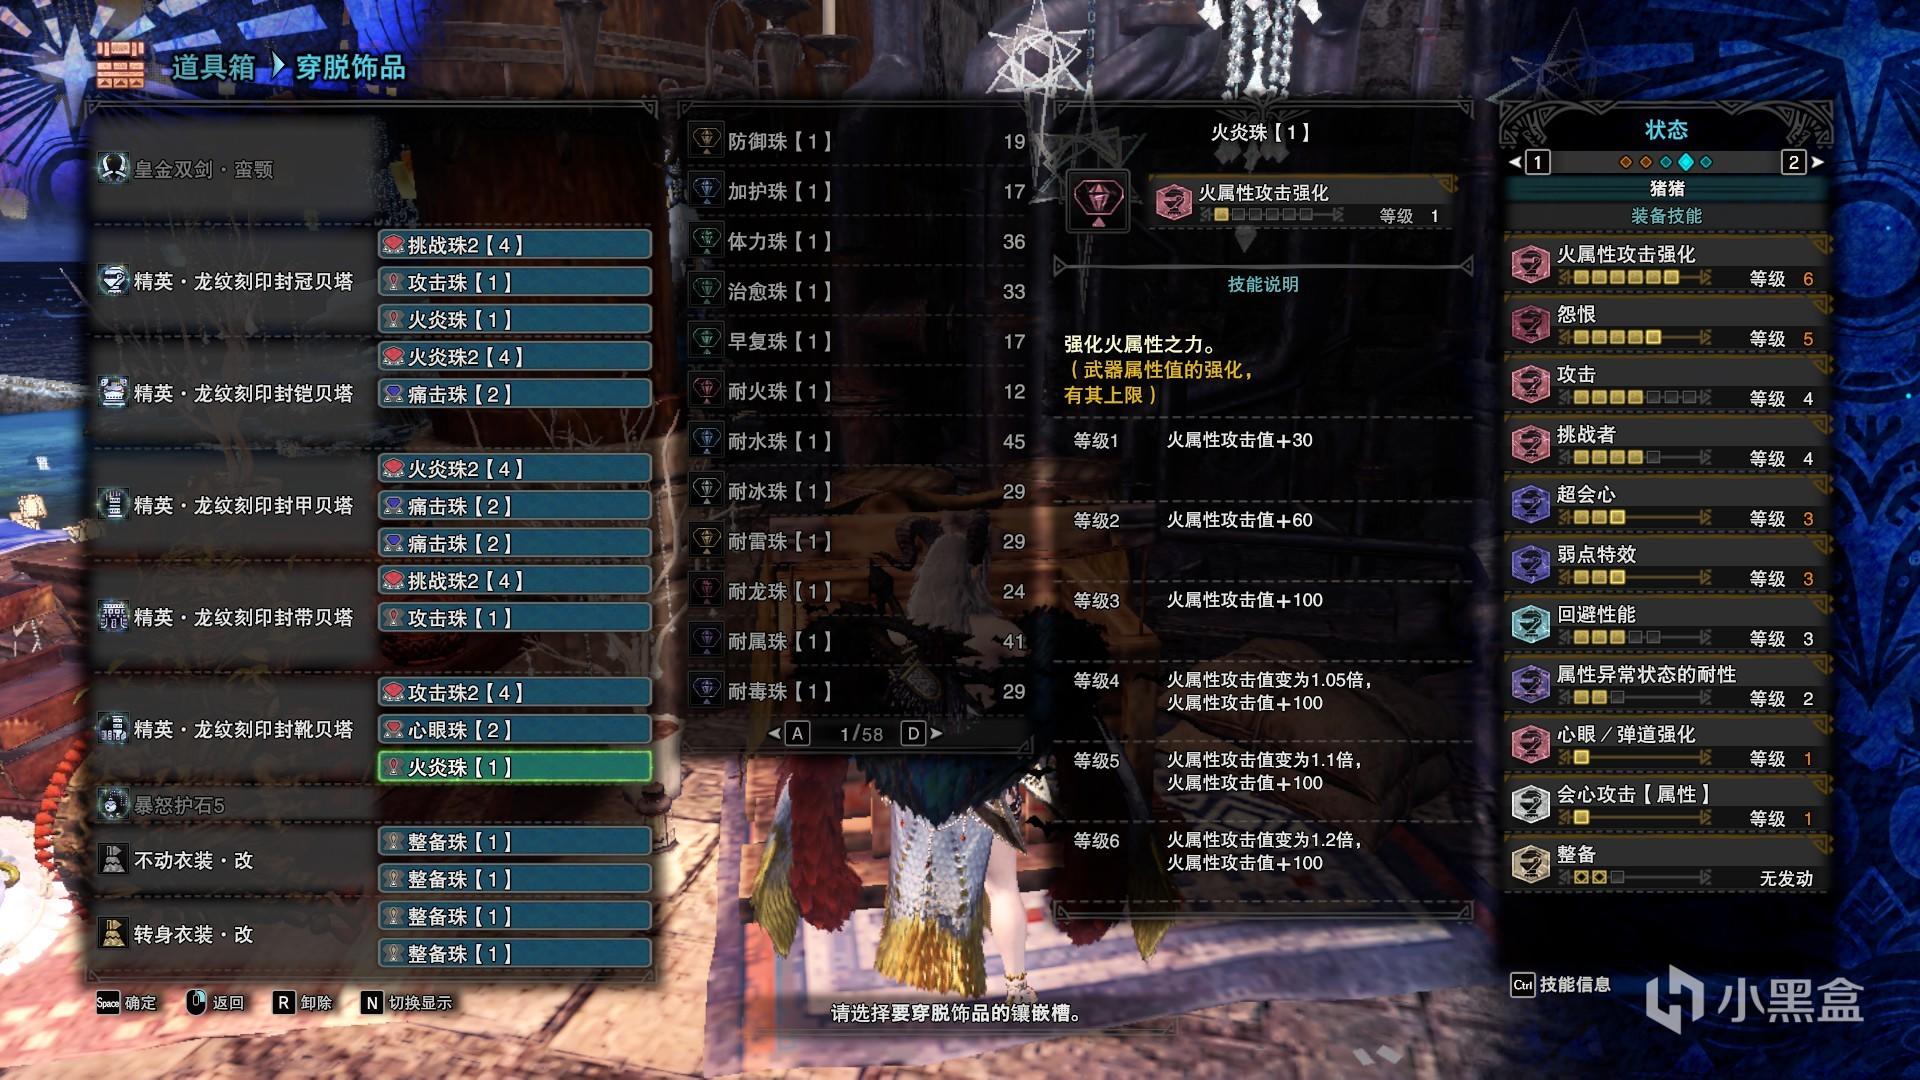 道具箱 穿脱饰品
皇金双剑・蛮颚
精英・龙纹刻印封冠贝塔
挑战珠2【4】
攻击珠【1】
火炎珠【1】
精英・龙纹刻印封铠贝塔
火炎珠2【4】
痛击珠【2】
精英・龙纹刻印封甲贝塔
火炎珠2【4】
痛击珠【2】
痛击珠【2】
精英・龙纹刻印封带贝塔
挑战珠2【4】
攻击珠【1】
精英・龙纹刻印封靴贝塔
攻击珠2【4】
心眼珠【2】
火炎珠【1】
暴怒护石5
不动衣装・改
整备珠【1】
整备珠【1】
转身衣装・改
整备珠【1】
整备珠【1】
Space 确定 返回 R 卸除 N 切换显示
防御珠【1】 19
加护珠【1】 17
体力珠【1】 36
治愈珠【1】 33
早复珠【1】 17
耐火珠【1】 12
耐水珠【1】 45
耐冰珠【1】 29
耐雷珠【1】 29
耐龙珠【1】 24
耐属珠【1】 41
耐毒珠【1】 29
A 1/58 D
火炎珠【1】
火属性攻击强化
等级 1
技能说明
强化火属性之力。
（武器属性值的强化，
有其上限）
等级1 火属性攻击值+30
等级2 火属性攻击值+60
等级3 火属性攻击值+100
等级4 火属性攻击值变为1.05倍，
火属性攻击值+100
等级5 火属性攻击值变为1.1倍，
火属性攻击值+100
等级6 火属性攻击值变为1.2倍，
火属性攻击值+100
请选择要穿脱饰品的镶嵌槽。
状态
1 2
猪猪
装备技能
火属性攻击强化
等级 6
怨恨
等级 5
攻击
等级 4
挑战者
等级 4
超会心
等级 3
弱点特效
等级 3
回避性能
等级 3
属性异常状态的耐性
等级 2
心眼／弹道强化
等级 1
会心攻击【属性】
等级 1
整备
无发动
Ctrl 技能信息
小黑盒